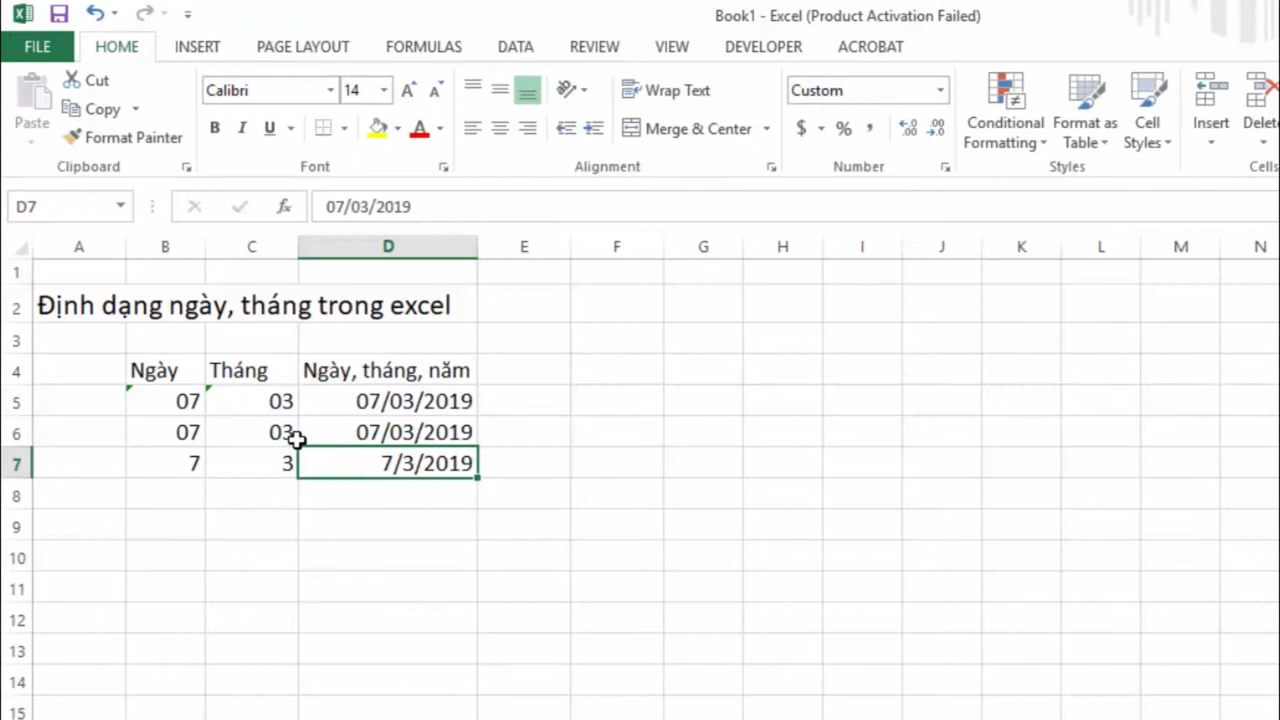 Book1 - Excel (Product Activation Failed)
FILE HOME INSERT PAGE LAYOUT FORMULAS DATA REVIEW VIEW DEVELOPER ACROBAT
Paste
Cut
Copy
Format Painter
Clipboard
Calibri 14
B I U A
Font
Wrap Text
Merge & Center
Alignment
Custom
$ % ,
Number
Conditional Formatting
Format as Table
Cell Styles
Styles
Insert
Delete
Cells
D7 fx 07/03/2019
A B C D E F G H I J K L M N
1
2 Định dạng ngày, tháng trong excel
3
4 Ngày Tháng Ngày, tháng, năm
5 07 03 07/03/2019
6 07 03 07/03/2019
7 7 3 7/3/2019
8
9
10
11
12
13
14
15